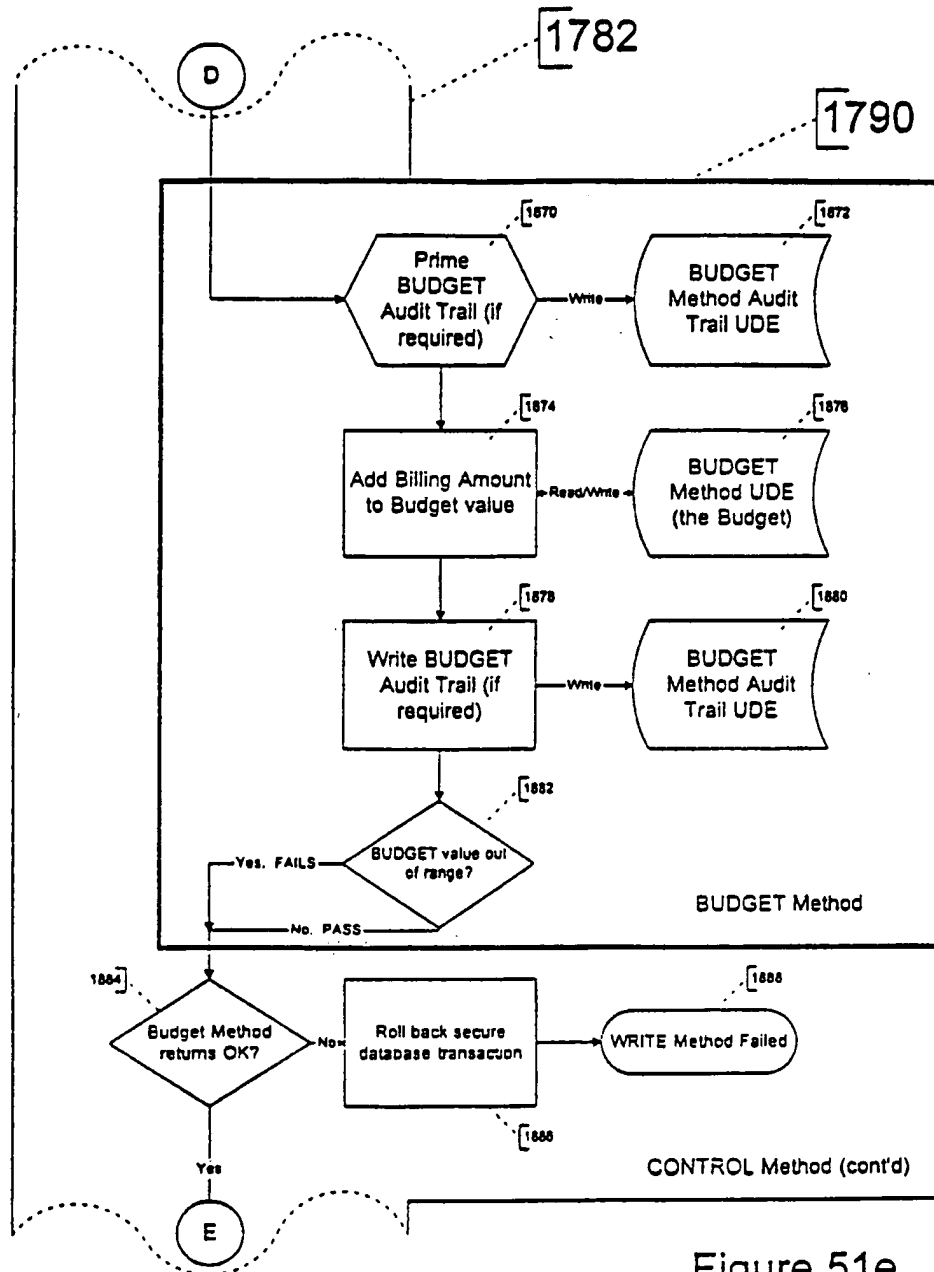 1782
D
1790
1870
Prime
BUDGET
Audit Trail (if
required)
Write
1872
BUDGET
Method Audit
Trail UDE
1874
Add Billing Amount
to Budget value
Read/Write
1876
BUDGET
Method UDE
(the Budget)
1878
Write BUDGET
Audit Trail (if
required)
Write
1880
BUDGET
Method Audit
Trail UDE
1882
BUDGET value out
of range?
Yes, FAILS
No, PASS
BUDGET Method
1884
Budget Method
returns OK?
No
Roll back secure
database transaction
1886
1888
WRITE Method Failed
Yes
CONTROL Method (cont'd)
E
Figure 51e